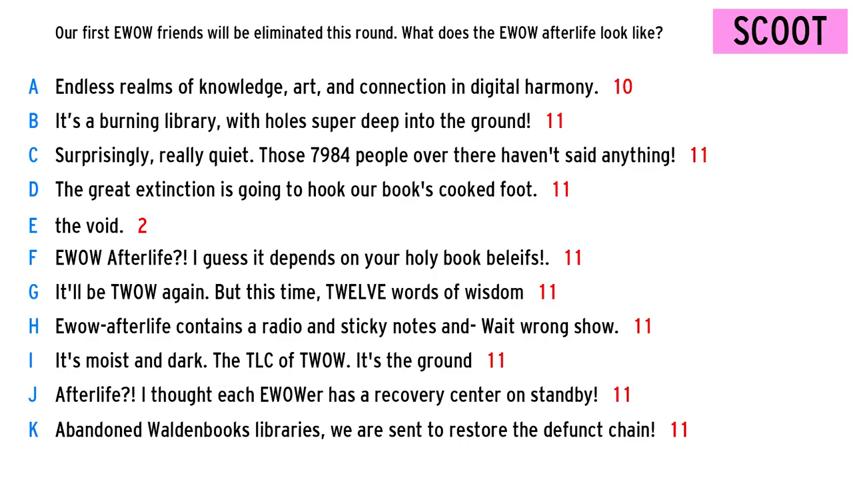 Our first EWOW friends will be eliminated this round. What does the EWOW afterlife look like?
SCOOT
A Endless realms of knowledge, art, and connection in digital harmony. 10
B It's a burning library, with holes super deep into the ground! 11
C Surprisingly, really quiet. Those 7984 people over there haven't said anything! 11
D The great extinction is going to hook our book's cooked foot. 11
E the void. 2
F EWOW Afterlife?! I guess it depends on your holy book beleifs!. 11
G It'll be TWOW again. But this time, TWELVE words of wisdom 11
H Ewow-afterlife contains a radio and sticky notes and- Wait wrong show. 11
I It's moist and dark. The TLC of TWOW. It's the ground 11
J Afterlife?! I thought each EWOWer has a recovery center on standby! 11
K Abandoned Waldenbooks libraries, we are sent to restore the defunct chain! 11